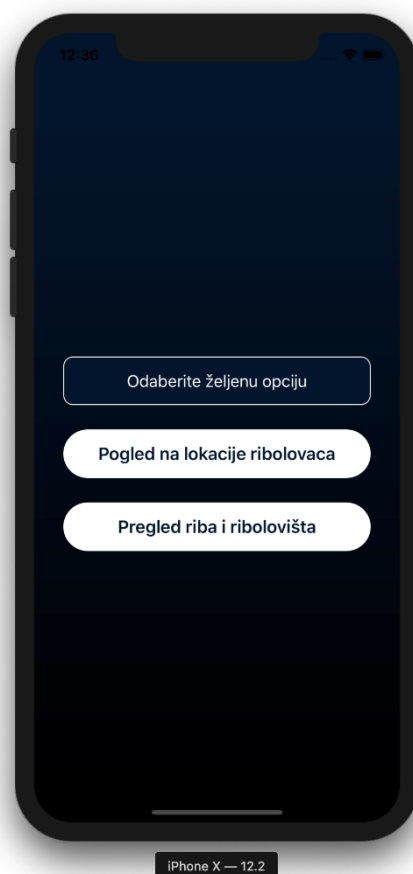 12:36
Odaberite željenu opciju
Pogled na lokacije ribolovaca
Pregled riba i ribolovišta
iPhone X — 12.2